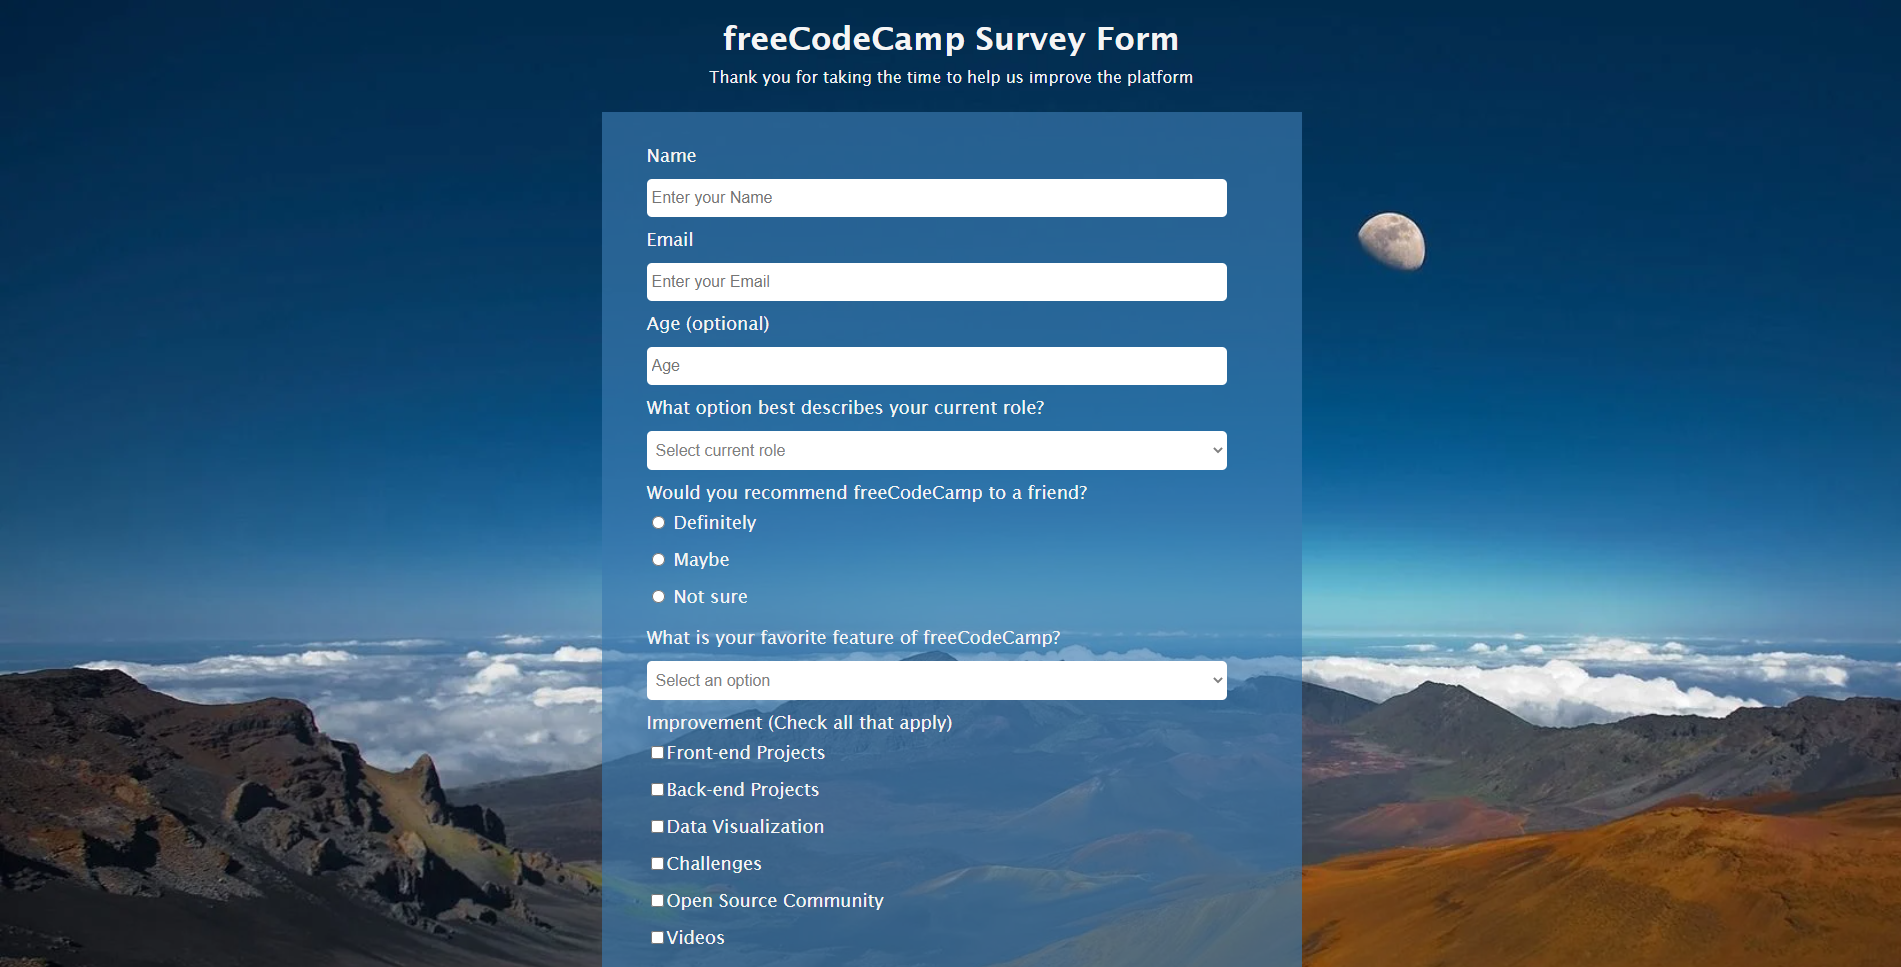 freeCodeCamp Survey Form
Thank you for taking the time to help us improve the platform
Name
Enter your Name
Email
Enter your Email
Age (optional)
Age
What option best describes your current role?
Select current role
Would you recommend freeCodeCamp to a friend?
Definitely
Maybe
Not sure
What is your favorite feature of freeCodeCamp?
Select an option
Improvement (Check all that apply)
Front-end Projects
Back-end Projects
Data Visualization
Challenges
Open Source Community
Videos